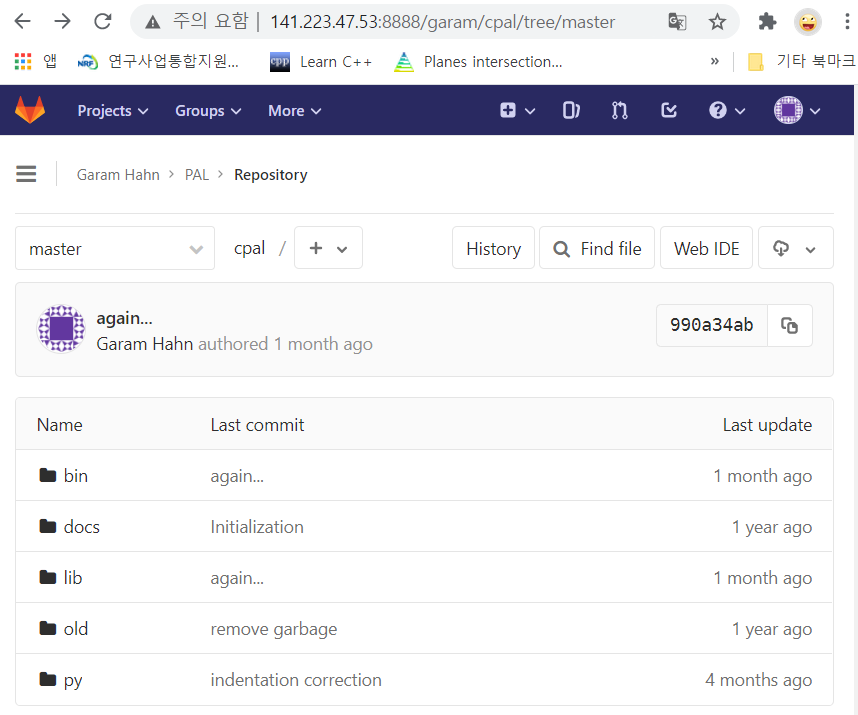 주의 요함 | 141.223.47.53:8888/garam/cpal/tree/master
앱 NRF 연구사업통합지원... cpp Learn C++ Planes intersection... » 기타 북마크
Projects Groups More
Garam Hahn > PAL > Repository
master cpal / + History Find file Web IDE
again...
Garam Hahn authored 1 month ago
990a34ab
Name Last commit Last update
bin again... 1 month ago
docs Initialization 1 year ago
lib again... 1 month ago
old remove garbage 1 year ago
py indentation correction 4 months ago